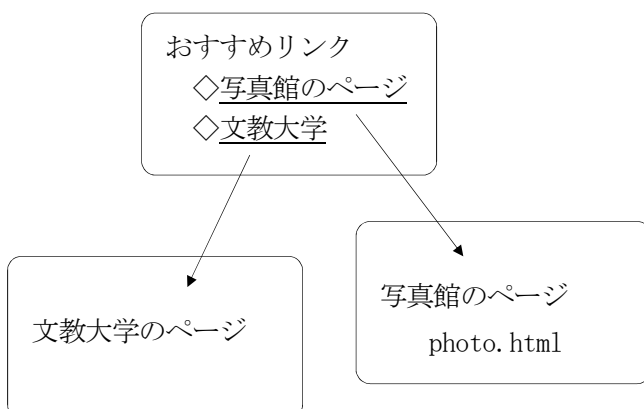 おすすめリンク
◇写真館のページ
◇文教大学
文教大学のページ
写真館のページ
photo.html